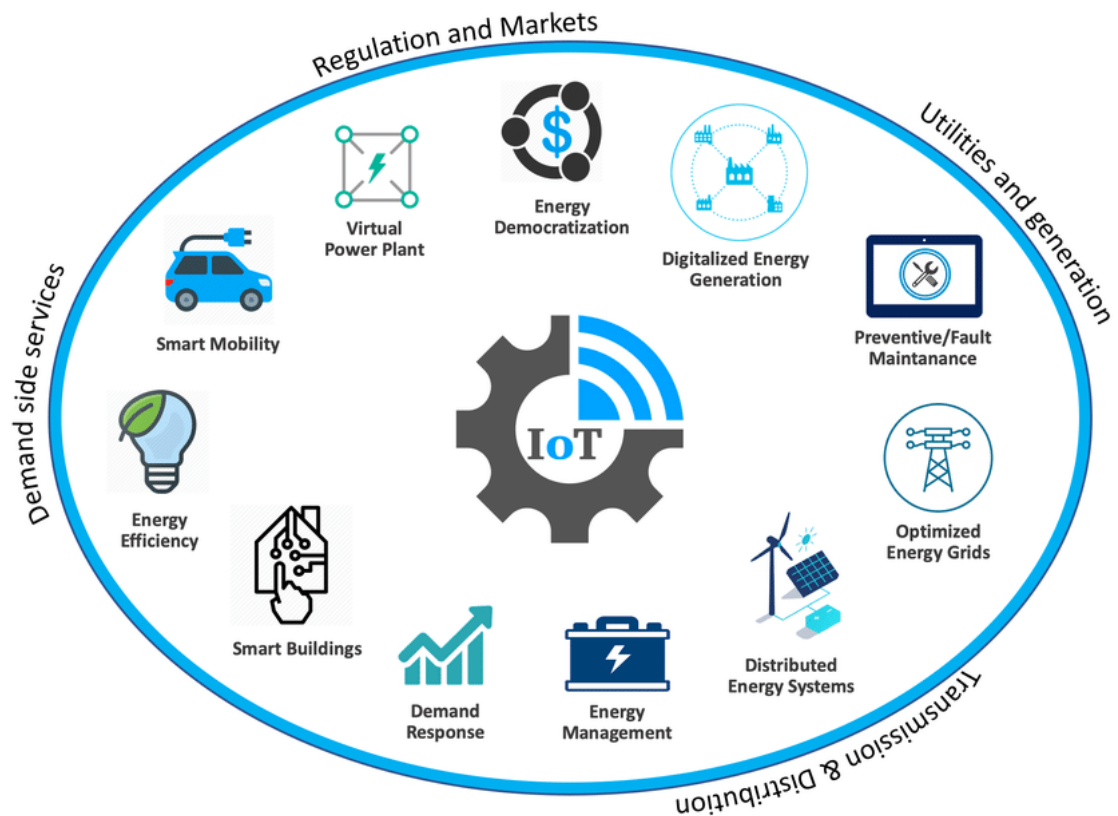 Regulation and Markets
Utilities and generation
Demand side services
Transmission & Distribution
Energy
Democratization
Virtual
Power Plant
Digitalized Energy
Generation
Smart Mobility
Preventive/Fault
Maintanance
IoT
Energy
Efficiency
Optimized
Energy Grids
Smart Buildings
Distributed
Energy Systems
Demand
Response
Energy
Management